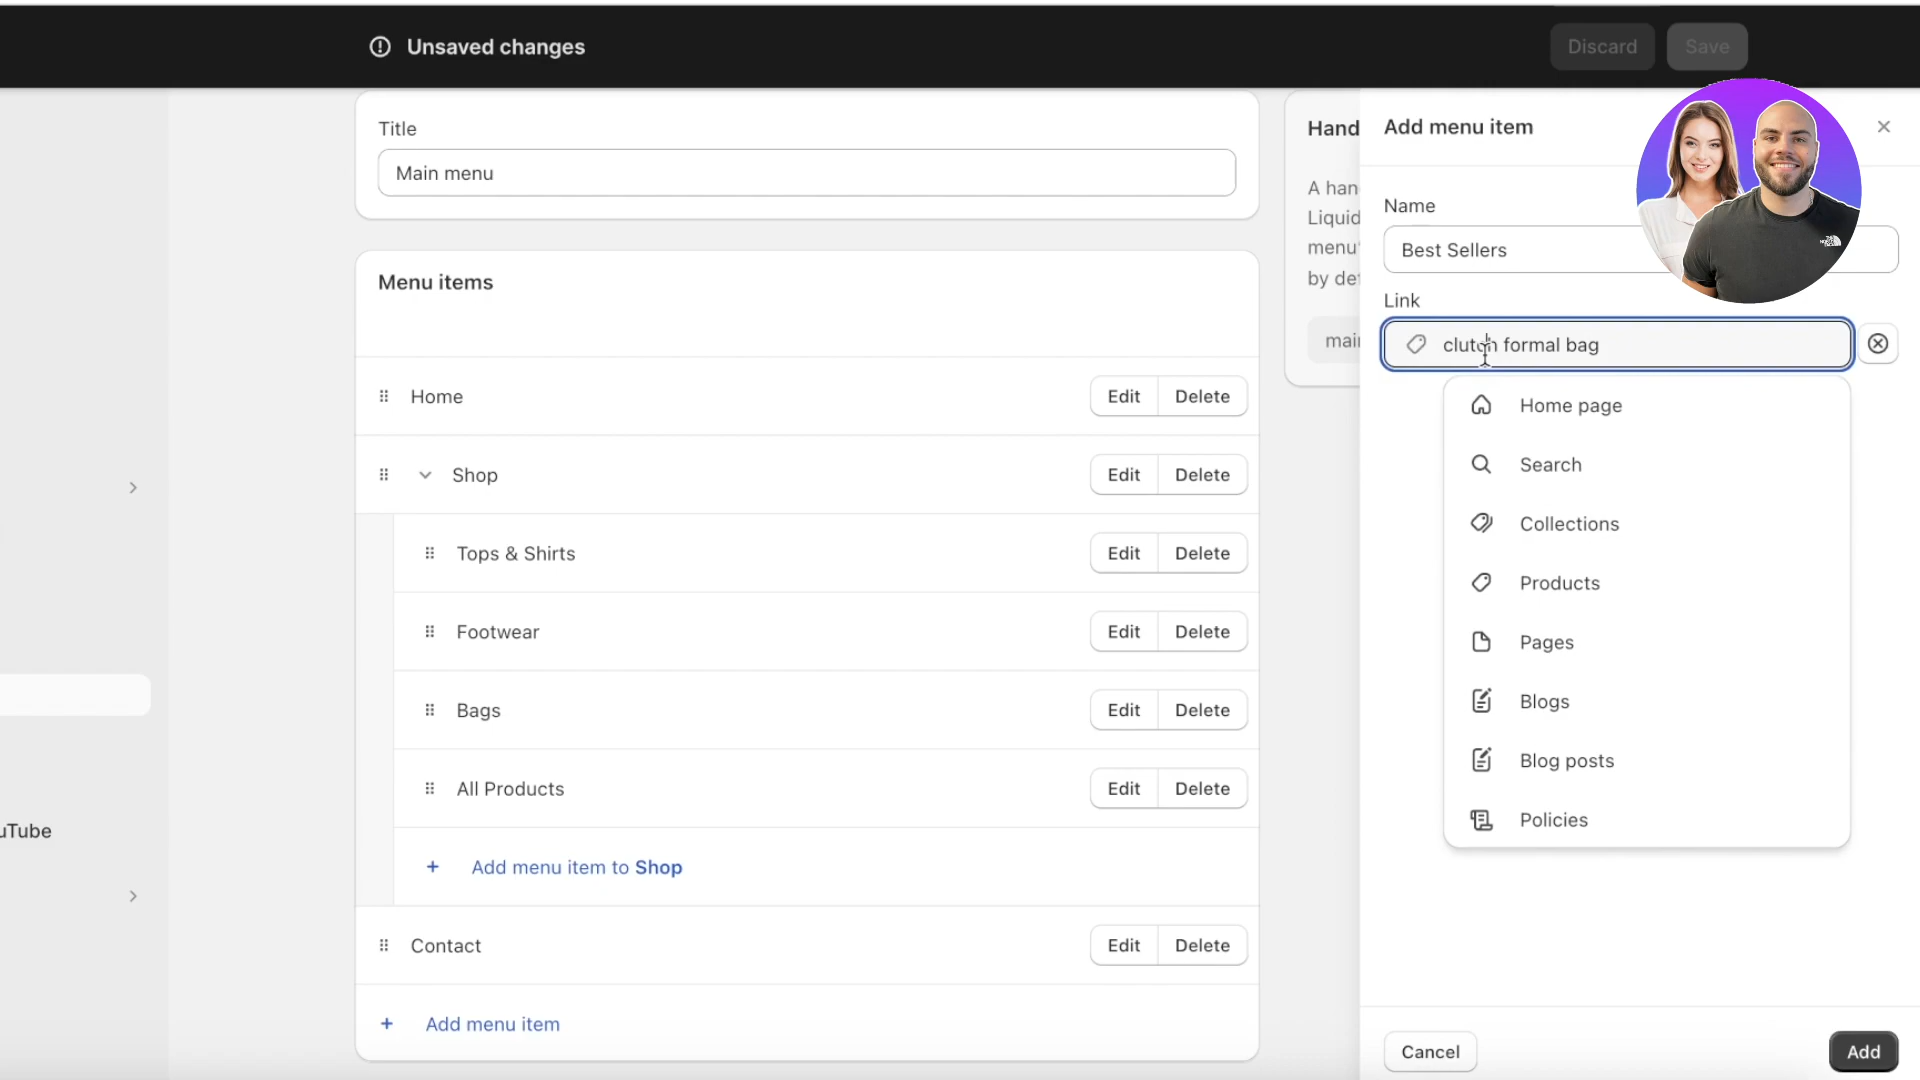 Unsaved changes
Discard
Save
Title
Main menu
Menu items
Home
Edit
Delete
Shop
Edit
Delete
Tops & Shirts
Edit
Delete
Footwear
Edit
Delete
Bags
Edit
Delete
All Products
Edit
Delete
Add menu item to Shop
Contact
Edit
Delete
Add menu item
uTube
Hand
A han
Liquid
menu'
by def
main
Add menu item
Name
Best Sellers
Link
clutch formal bag
Home page
Search
Collections
Products
Pages
Blogs
Blog posts
Policies
Cancel
Add